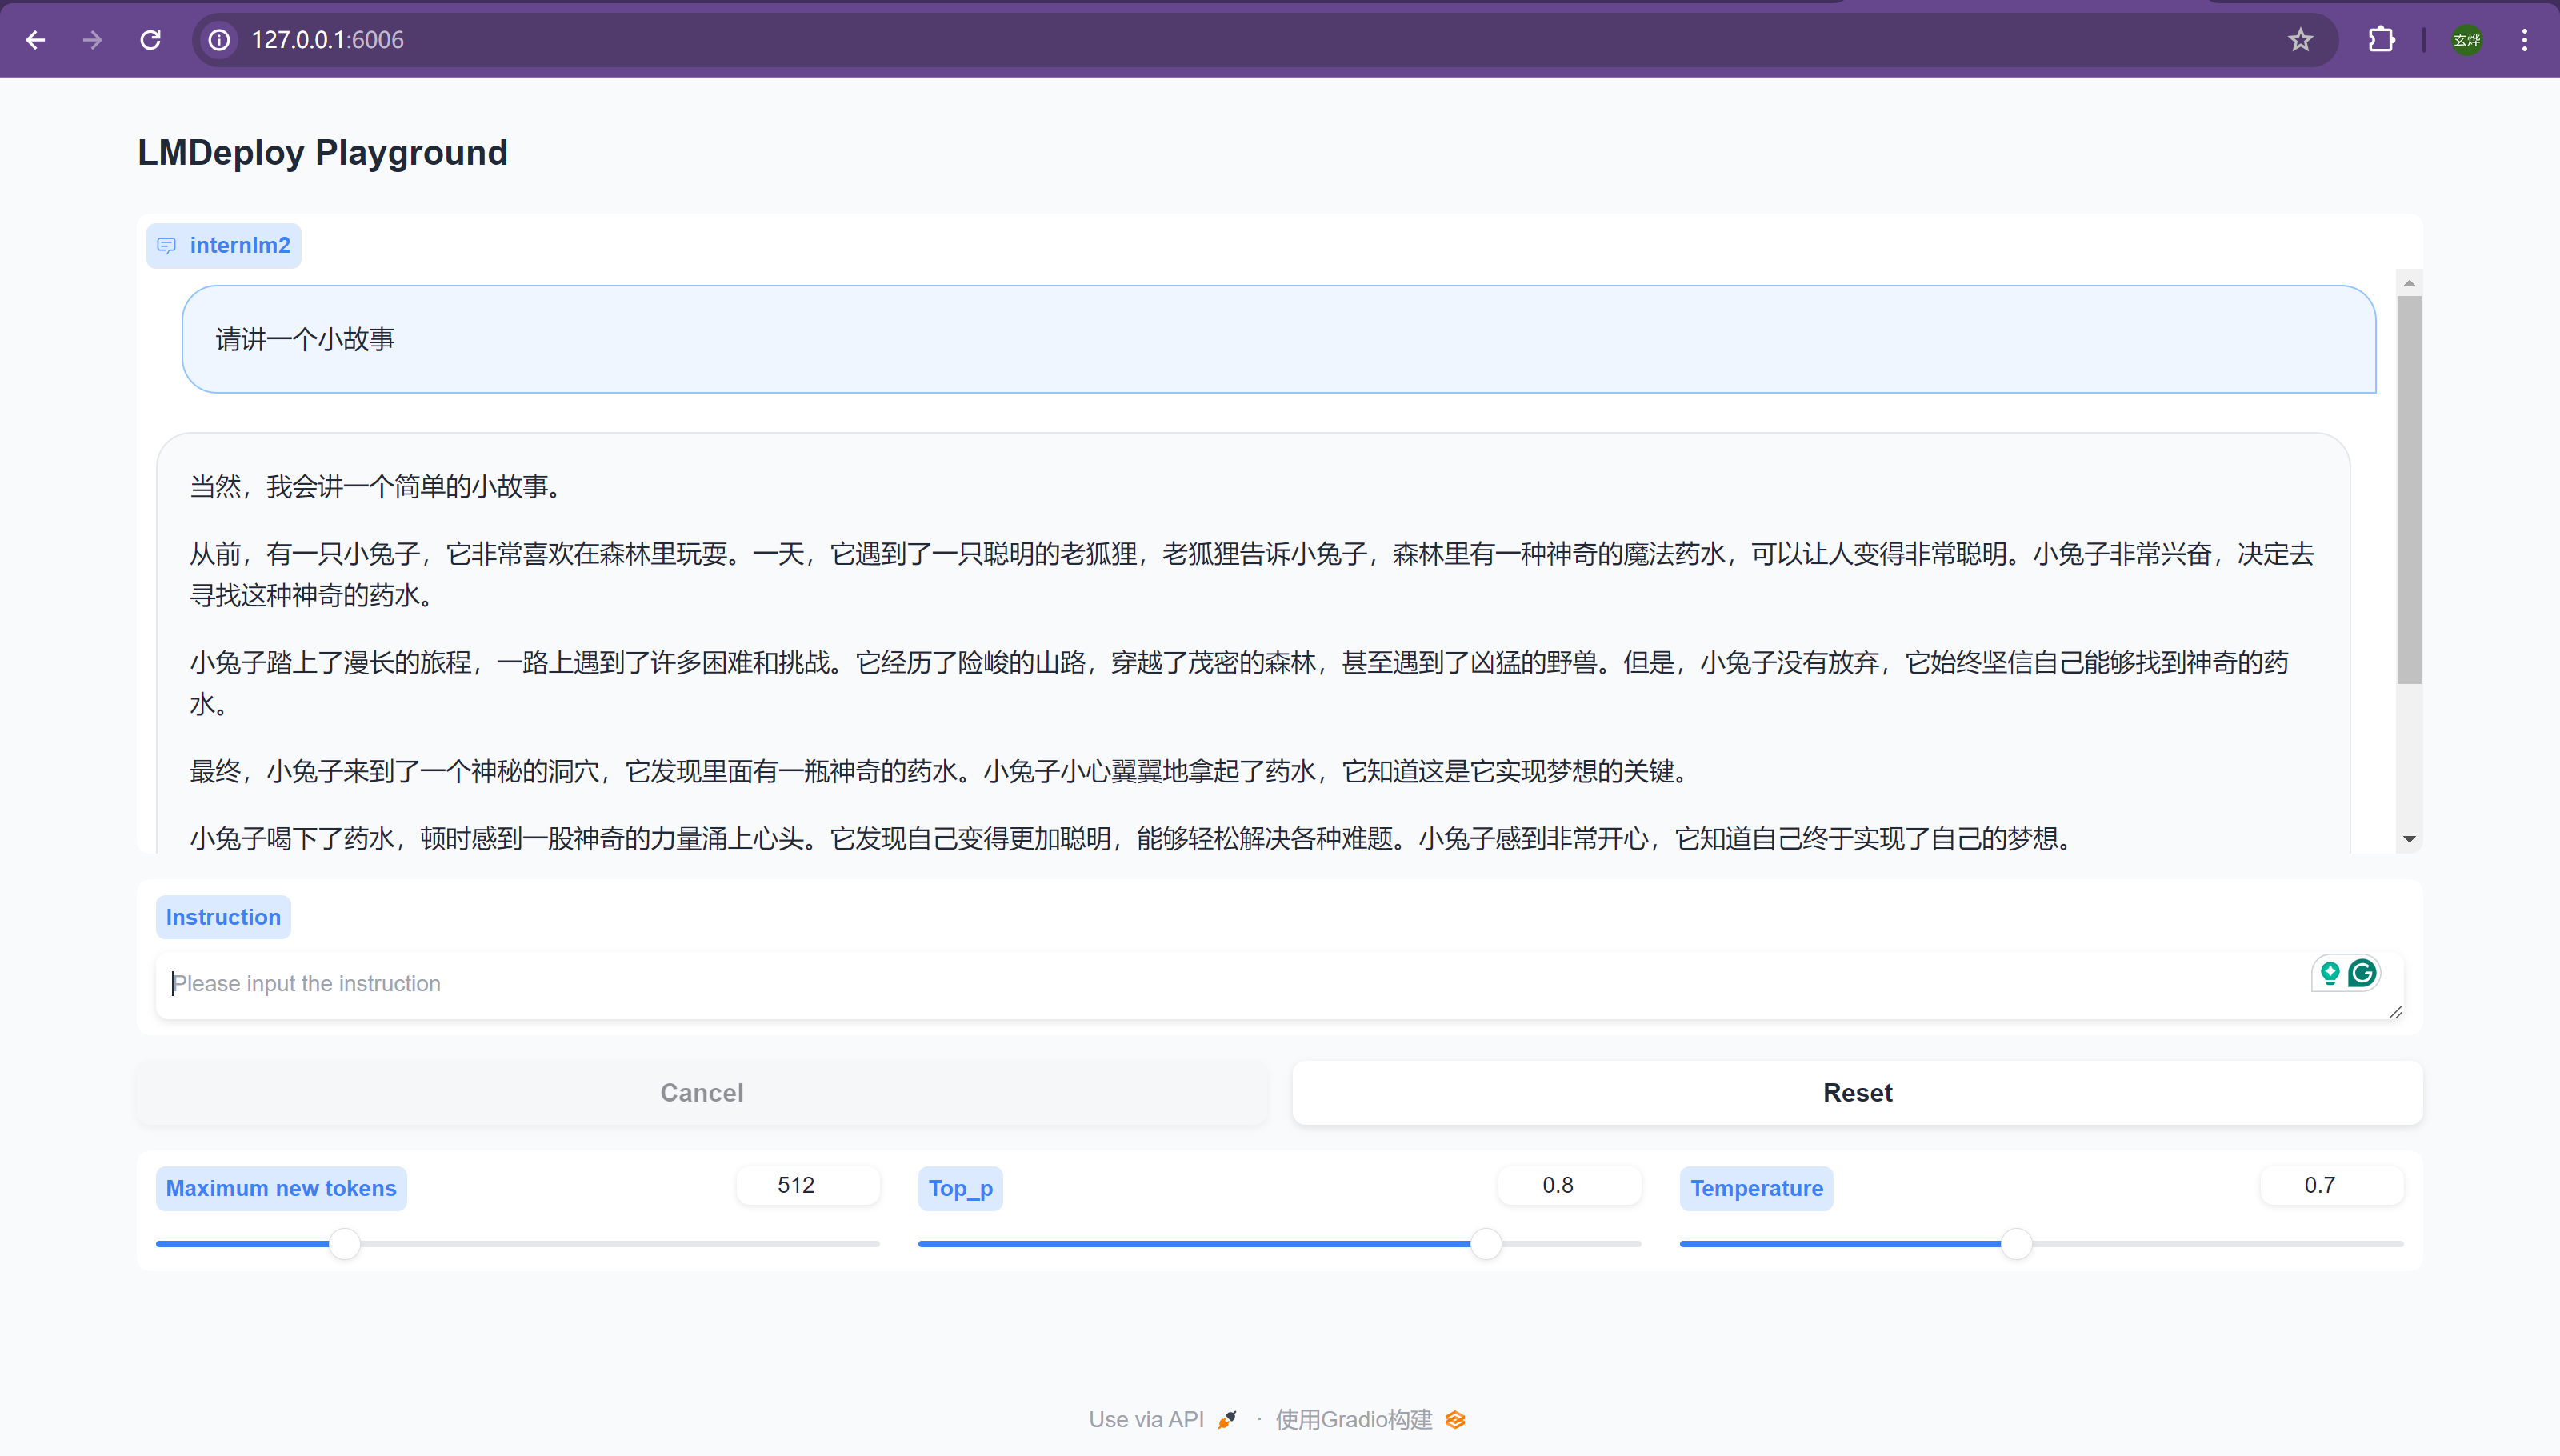 127.0.0.1:6006
玄烨
LMDeploy Playground
internlm2
请讲一个小故事
当然，我会讲一个简单的小故事。
从前，有一只小兔子，它非常喜欢在森林里玩耍。一天，它遇到了一只聪明的老狐狸，老狐狸告诉小兔子，森林里有一种神奇的魔法药水，可以让人变得非常聪明。小兔子非常兴奋，决定去
寻找这种神奇的药水。
小兔子踏上了漫长的旅程，一路上遇到了许多困难和挑战。它经历了险峻的山路，穿越了茂密的森林，甚至遇到了凶猛的野兽。但是，小兔子没有放弃，它始终坚信自己能够找到神奇的药
水。
最终，小兔子来到了一个神秘的洞穴，它发现里面有一瓶神奇的药水。小兔子小心翼翼地拿起了药水，它知道这是它实现梦想的关键。
小兔子喝下了药水，顿时感到一股神奇的力量涌上心头。它发现自己变得更加聪明，能够轻松解决各种难题。小兔子感到非常开心，它知道自己终于实现了自己的梦想。
Instruction
Please input the instruction
Cancel
Reset
Maximum new tokens
512
Top_p
0.8
Temperature
0.7
Use via API · 使用Gradio构建